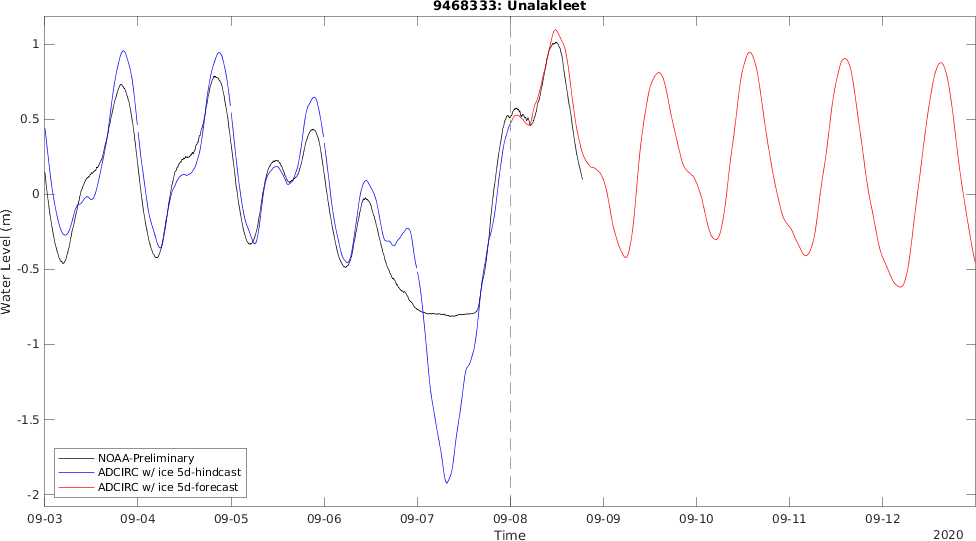 9468333: Unalakleet
Water Level (m)
1
0.5
0
-0.5
-1
-1.5
-2
NOAA-Preliminary
ADCIRC w/ ice 5d-hindcast
ADCIRC w/ ice 5d-forecast
09-03 09-04 09-05 09-06 09-07 09-08 09-09 09-10 09-11 09-12
Time
2020